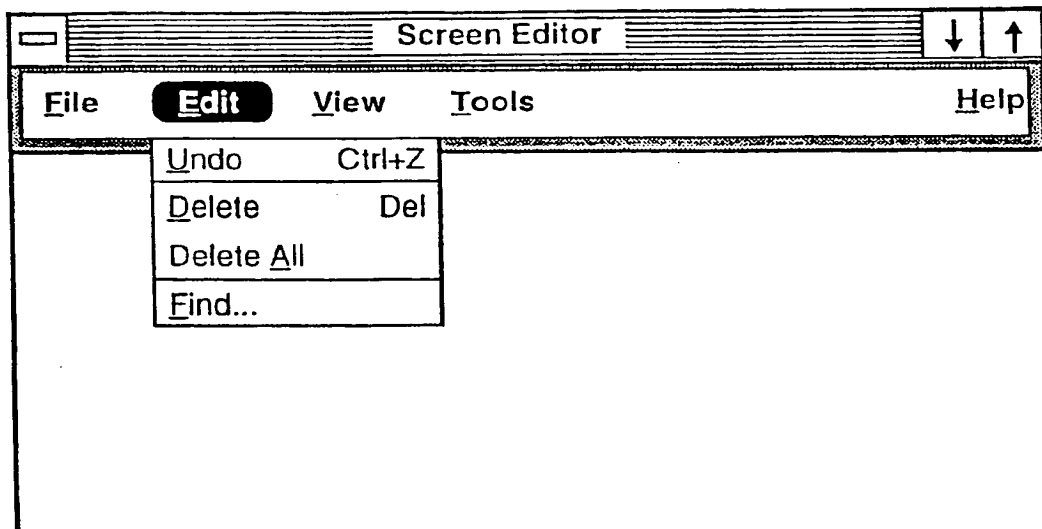 Screen Editor
File Edit View Tools Help
Undo Ctrl+Z
Delete Del
Delete All
Find...